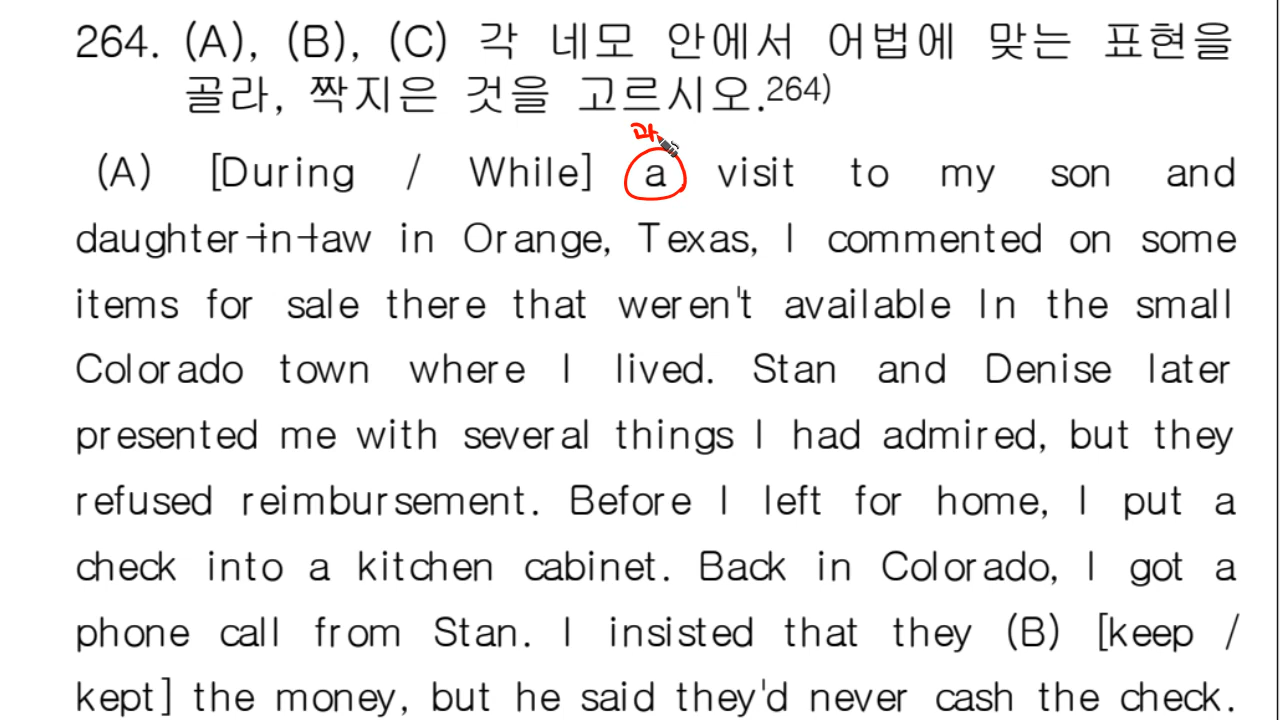 264. (A), (B), (C) 각 네모 안에서 어법에 맞는 표현을
골라, 짝지은 것을 고르시오.264)
(A) [During / While] a visit to my son and
daughter-in-law in Orange, Texas, I commented on some
items for sale there that weren't available In the small
Colorado town where I lived. Stan and Denise later
presented me with several things I had admired, but they
refused reimbursement. Before I left for home, I put a
check into a kitchen cabinet. Back in Colorado, I got a
phone call from Stan. I insisted that they (B) [keep /
kept] the money, but he said they'd never cash the check.